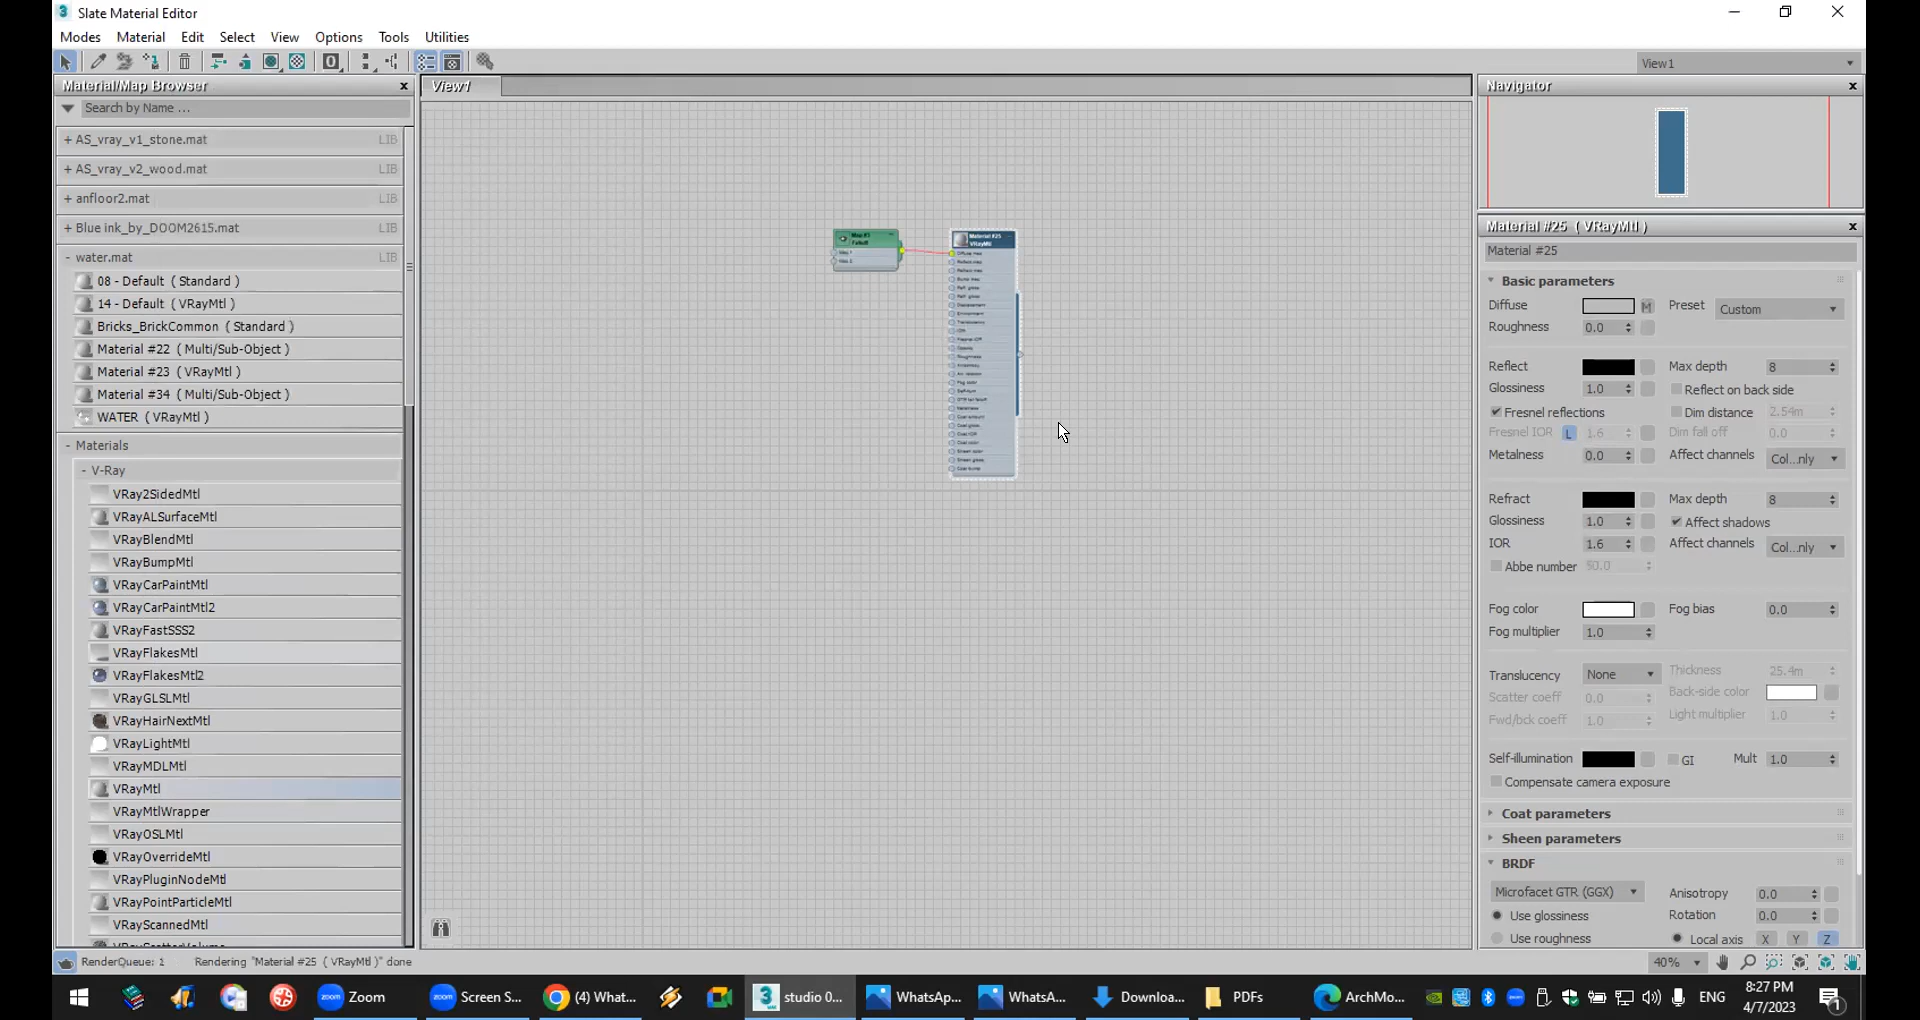 Slate Material Editor
Modes Material Edit Select View Options Tools Utilities
View1
Material/Map Browser
View1
Navigator
Search by Name ...
+ AS_vray_v1_stone.mat LIB
+ AS_vray_v2_wood.mat LIB
+ anfloor2.mat LIB
+ Blue ink_by_DOOM2615.mat LIB
- water.mat LIB
08 - Default ( Standard )
14 - Default ( VRayMtl )
Bricks_BrickCommon ( Standard )
Material #22 ( Multi/Sub-Object )
Material #23 ( VRayMtl )
Material #34 ( Multi/Sub-Object )
WATER ( VRayMtl )
- Materials
- V-Ray
VRay2SidedMtl
VRayALSurfaceMtl
VRayBlendMtl
VRayBumpMtl
VRayCarPaintMtl
VRayCarPaintMtl2
VRayFastSSS2
VRayFlakesMtl
VRayFlakesMtl2
VRayGLSLMtl
VRayHairNextMtl
VRayLightMtl
VRayMDLMtl
VRayMtl
VRayMtlWrapper
VRayOSLMtl
VRayOverrideMtl
VRayPluginNodeMtl
VRayPointParticleMtl
VRayScannedMtl
Falloff
Material #25
VRayMtl
Material #25 ( VRayMtl )
Material #25
Basic parameters
Diffuse M Preset Custom
Roughness 0.0
Reflect Max depth 8
Glossiness 1.0 Reflect on back side
Fresnel reflections Dim distance 2.54m
Fresnel IOR L 1.6 Dim fall off 0.0
Metalness 0.0 Affect channels Col...nly
Refract Max depth 8
Glossiness 1.0 Affect shadows
IOR 1.6 Affect channels Col...nly
Abbe number 50.0
Fog color Fog bias 0.0
Fog multiplier 1.0
Translucency None Thickness 25.4m
Scatter coeff 0.0 Back-side color
Fwd/bck coeff 1.0 Light multiplier 1.0
Self-illumination GI Mult 1.0
Compensate camera exposure
Coat parameters
Sheen parameters
BRDF
Microfacet GTR (GGX) Anisotropy 0.0
Use glossiness Rotation 0.0
Use roughness Local axis X Y Z
RenderQueue: 1 Rendering "Material #25 ( VRayMtl )" done
40%
Zoom
Screen S...
(4) What...
studio 0...
WhatsAp...
WhatsA...
Downloa...
PDFs
ArchMo...
ENG
8:27 PM
4/7/2023